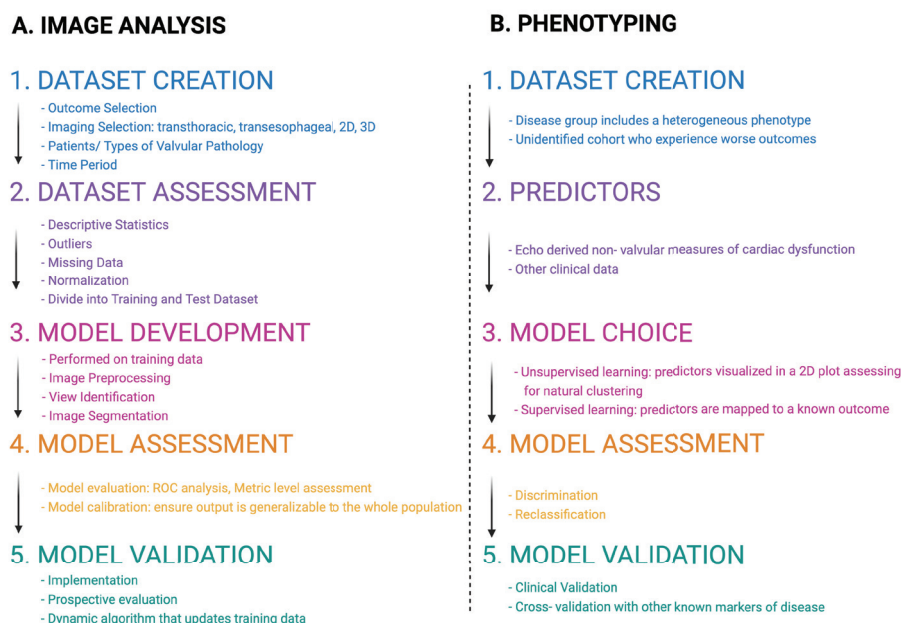 A. IMAGE ANALYSIS
1. DATASET CREATION
- Outcome Selection
- Imaging Selection: transthoracic, transesophageal, 2D, 3D
- Patients/ Types of Valvular Pathology
- Time Period
2. DATASET ASSESSMENT
- Descriptive Statistics
- Outliers
- Missing Data
- Normalization
- Divide into Training and Test Dataset
3. MODEL DEVELOPMENT
- Performed on training data
- Image Preprocessing
- View Identification
- Image Segmentation
4. MODEL ASSESSMENT
- Model evaluation: ROC analysis, Metric level assessment
- Model calibration: ensure output is generalizable to the whole population
5. MODEL VALIDATION
- Implementation
- Prospective evaluation
- Dynamic algorithm that updates training data
B. PHENOTYPING
1. DATASET CREATION
- Disease group includes a heterogeneous phenotype
- Unidentified cohort who experience worse outcomes
2. PREDICTORS
- Echo derived non- valvular measures of cardiac dysfunction
- Other clinical data
3. MODEL CHOICE
- Unsupervised learning: predictors visualized in a 2D plot assessing
for natural clustering
- Supervised learning: predictors are mapped to a known outcome
4. MODEL ASSESSMENT
- Discrimination
- Reclassification
5. MODEL VALIDATION
- Clinical Validation
- Cross- validation with other known markers of disease